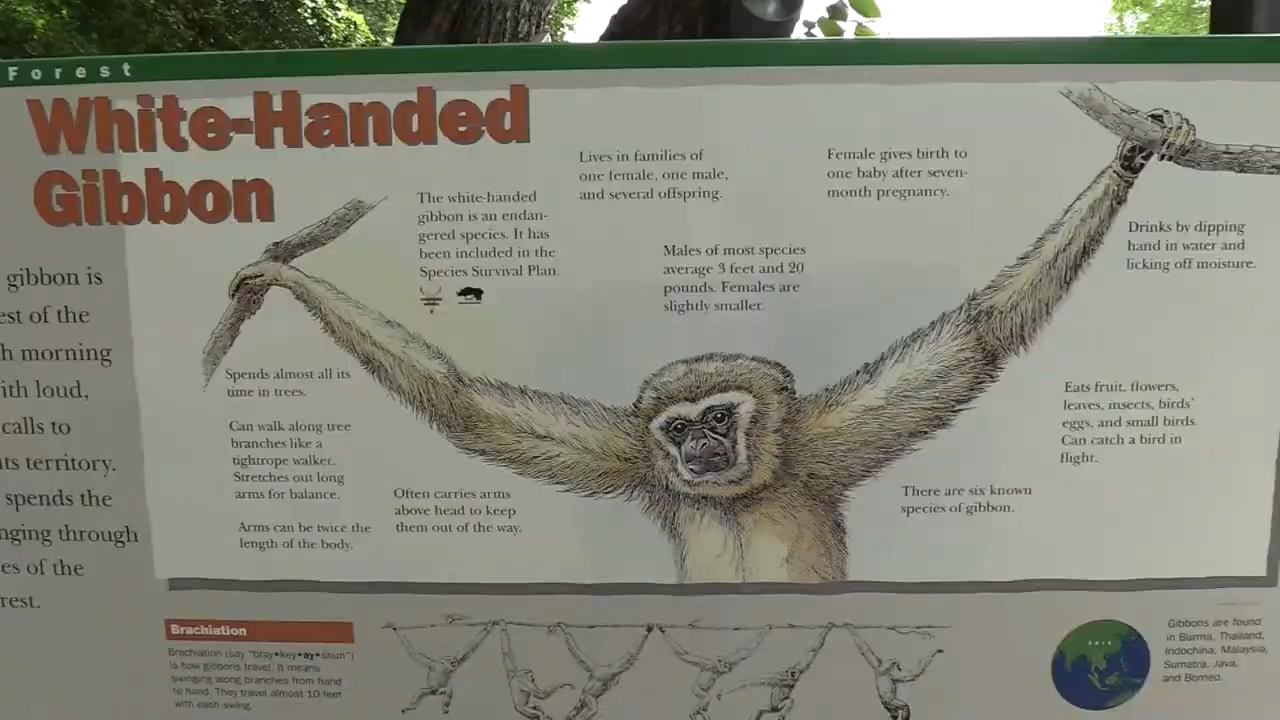 Forest
White-Handed
Gibbon
gibbon is
est of the
h morning
ith loud,
calls to
its territory.
spends the
nging through
es of the
rest.
The white-handed
gibbon is an endan-
gered species. It has
been included in the
Species Survival Plan.
Lives in families of
one female, one male,
and several offspring.
Female gives birth to
one baby after seven-
month pregnancy.
Males of most species
average 3 feet and 20
pounds. Females are
slightly smaller.
Drinks by dipping
hand in water and
licking off moisture.
Spends almost all its
time in trees.
Can walk along tree
branches like a
tightrope walker.
Stretches out long
arms for balance.
Arms can be twice the
length of the body.
Often carries arms
above head to keep
them out of the way.
Eats fruit, flowers,
leaves, insects, birds'
eggs, and small birds.
Can catch a bird in
flight.
There are six known
species of gibbon.
Brachiation
Brachiation (say "bray•key•ay•shun")
is how gibbons travel. It means
swinging along branches from hand
to hand. They travel almost 10 feet
with each swing.
ASIA
Gibbons are found
in Burma, Thailand,
Indochina, Malaysia,
Sumatra, Java,
and Borneo.